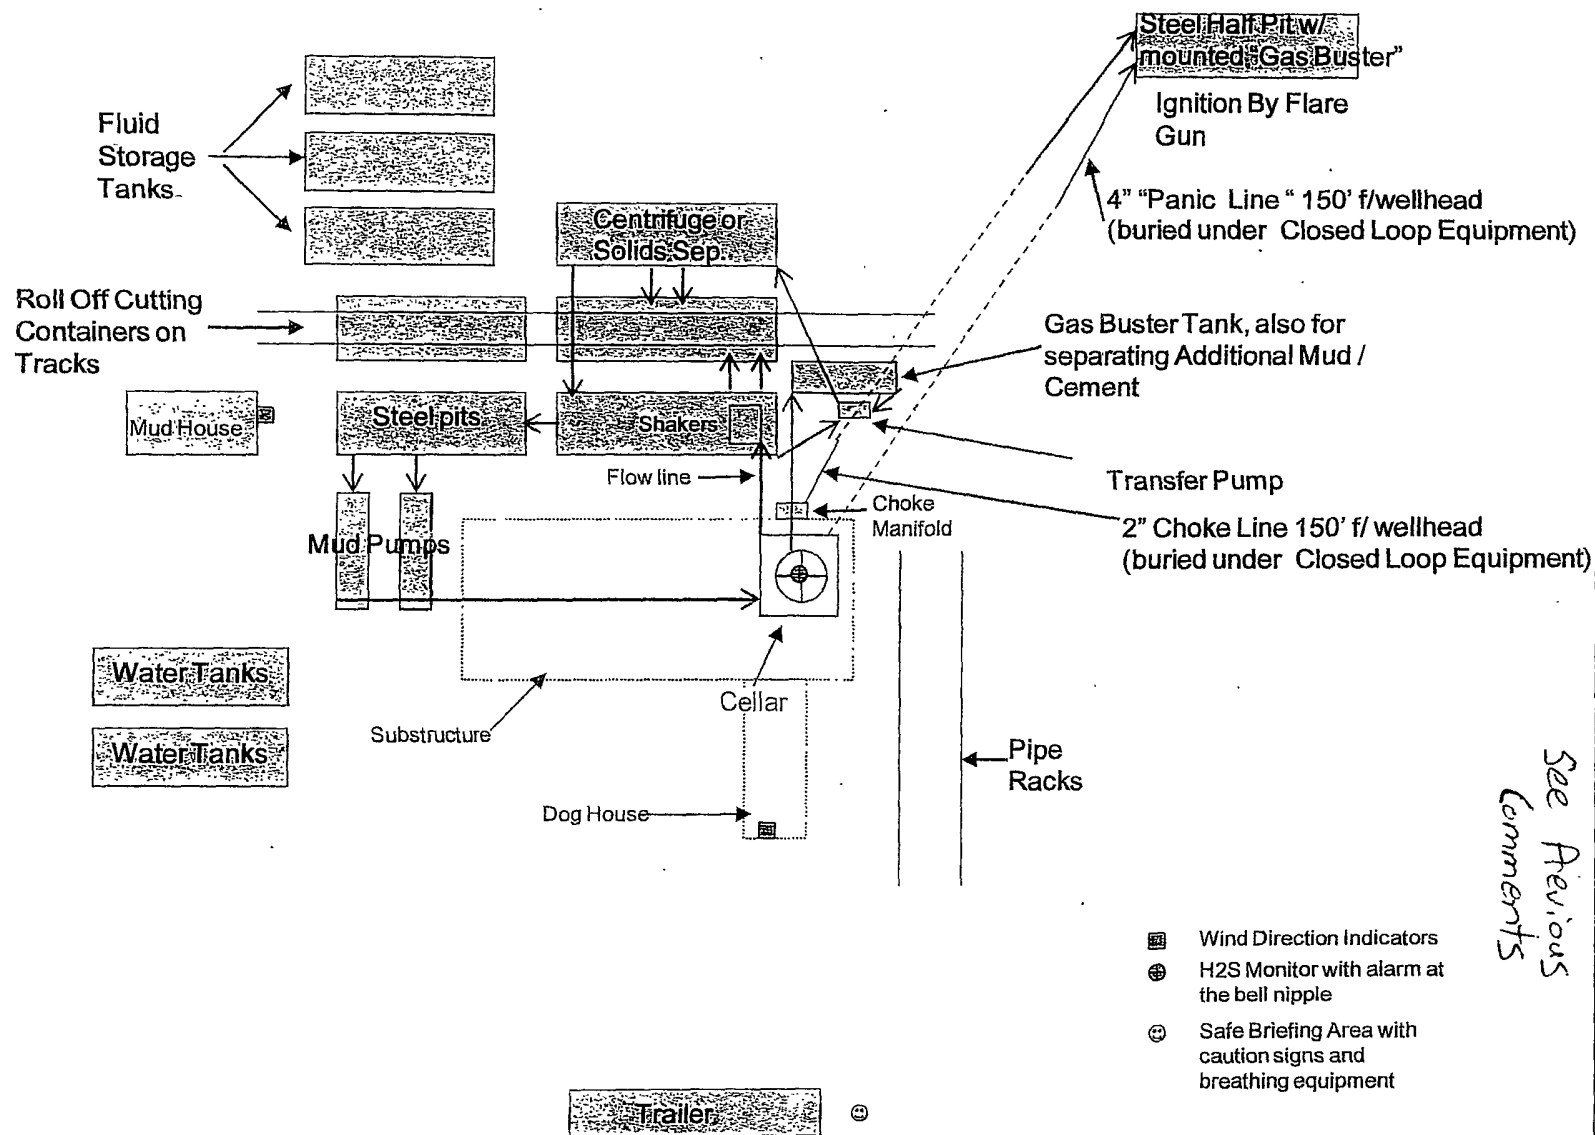 Steel Half Pit w/
mounted "Gas Buster"
Ignition By Flare
Gun
Fluid
Storage
Tanks
4" "Panic Line " 150' f/wellhead
(buried under Closed Loop Equipment)
Centrifuge or
Solids Sep.
Roll Off Cutting
Containers on
Tracks
Gas Buster Tank, also for
separating Additional Mud /
Cement
Mud House
Steel pits
Shakers
Flow line
Transfer Pump
Choke
Manifold
2" Choke Line 150' f/ wellhead
(buried under Closed Loop Equipment)
Mud Pumps
Water Tanks
Cellar
Substructure
Water Tanks
Pipe
Racks
Dog House
See Previous
Comments
Wind Direction Indicators
H2S Monitor with alarm at
the bell nipple
Safe Briefing Area with
caution signs and
breathing equipment
Trailer